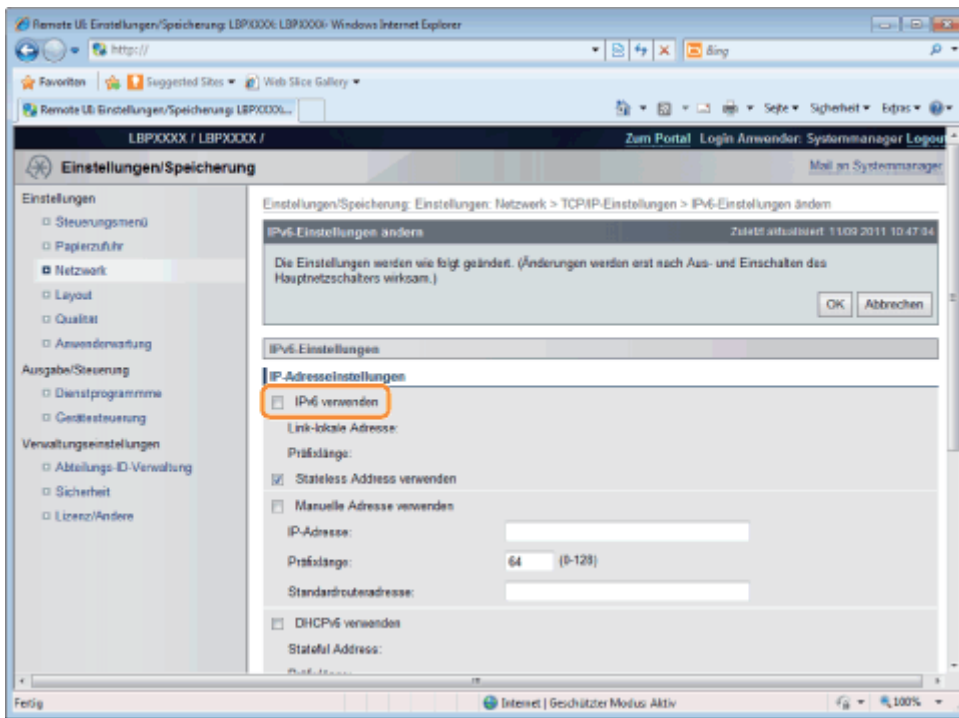 Remote UI: Einstellungen/Speicherung: LBPXXXX: LBPXXXX- Windows Internet Explorer
http://
Bing
Favoriten
Suggested Sites
Web Slice Gallery
Remote UI: Einstellungen/Speicherung: LBPXXXX...
Seite
Sicherheit
Extras
LBPXXXX / LBPXXXX /
Zum Portal Login Anwender: Systemmanager Logout
Einstellungen/Speicherung
Mail an Systemmanager
Einstellungen
Steuerungsmenü
Papierzufuhr
Netzwerk
Layout
Qualität
Anwenderwartung
Ausgabe/Steuerung
Dienstprogrammme
Gerätesteuerung
Verwaltungseinstellungen
Abteilungs-ID-Verwaltung
Sicherheit
Lizenz/Andere
Einstellungen/Speicherung: Einstellungen: Netzwerk > TCP/IP-Einstellungen > IPv6-Einstellungen ändern
IPv6-Einstellungen ändern
Zuletzt aktualisiert: 11/09 2011 10:47:04
Die Einstellungen werden wie folgt geändert. (Änderungen werden erst nach Aus- und Einschalten des
Hauptnetzschalters wirksam.)
OK
Abbrechen
IPv6-Einstellungen
IP-Adresseinstellungen
IPv6 verwenden
Link-lokale Adresse:
Präfixlänge:
Stateless Address verwenden
Manuelle Adresse verwenden
IP-Adresse:
Präfixlänge:
64
(0-128)
Standardrouteradresse:
DHCPv6 verwenden
Stateful Address:
Fertig
Internet | Geschützter Modus: Aktiv
100%